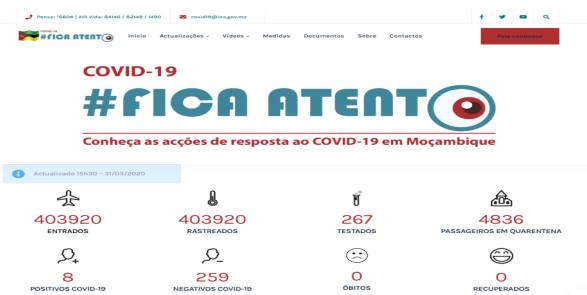 Pensa: *660# | Alô Vida: 84146 / 82149 / 1490
covid19@ins.gov.mz
#FICA ATENTO
Início
Actualizações
Vídeos
Medidas
Documentos
Sobre
Contactos
Fale connosco
COVID-19
#FICA ATENTO
Conheça as acções de resposta ao COVID-19 em Moçambique
Actualizado 15h30 - 31/03/2020
403920
ENTRADOS
403920
RASTREADOS
267
TESTADOS
4836
PASSAGEIROS EM QUARENTENA
8
POSITIVOS COVID-19
259
NEGATIVOS COVID-19
0
ÓBITOS
0
RECUPERADOS